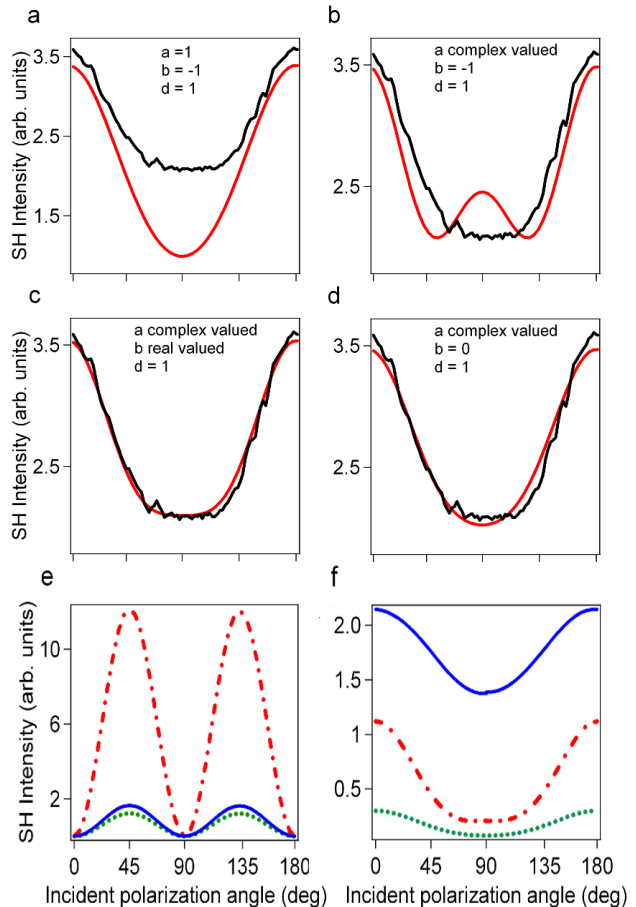 a
b
SH Intensity (arb. units)
3.5
2.5
1.5
a =1
b = -1
d = 1
3.5
2.5
a complex valued
b = -1
d = 1
c
d
SH Intensity (arb. units)
3.5
2.5
a complex valued
b real valued
d = 1
3.5
2.5
a complex valued
b = 0
d = 1
e
f
SH Intensity (arb. units)
10
6
2
2.0
1.5
1
0.5
0 45 90 135 180
0 45 90 135 180
Incident polarization angle (deg)
Incident polarization angle (deg)